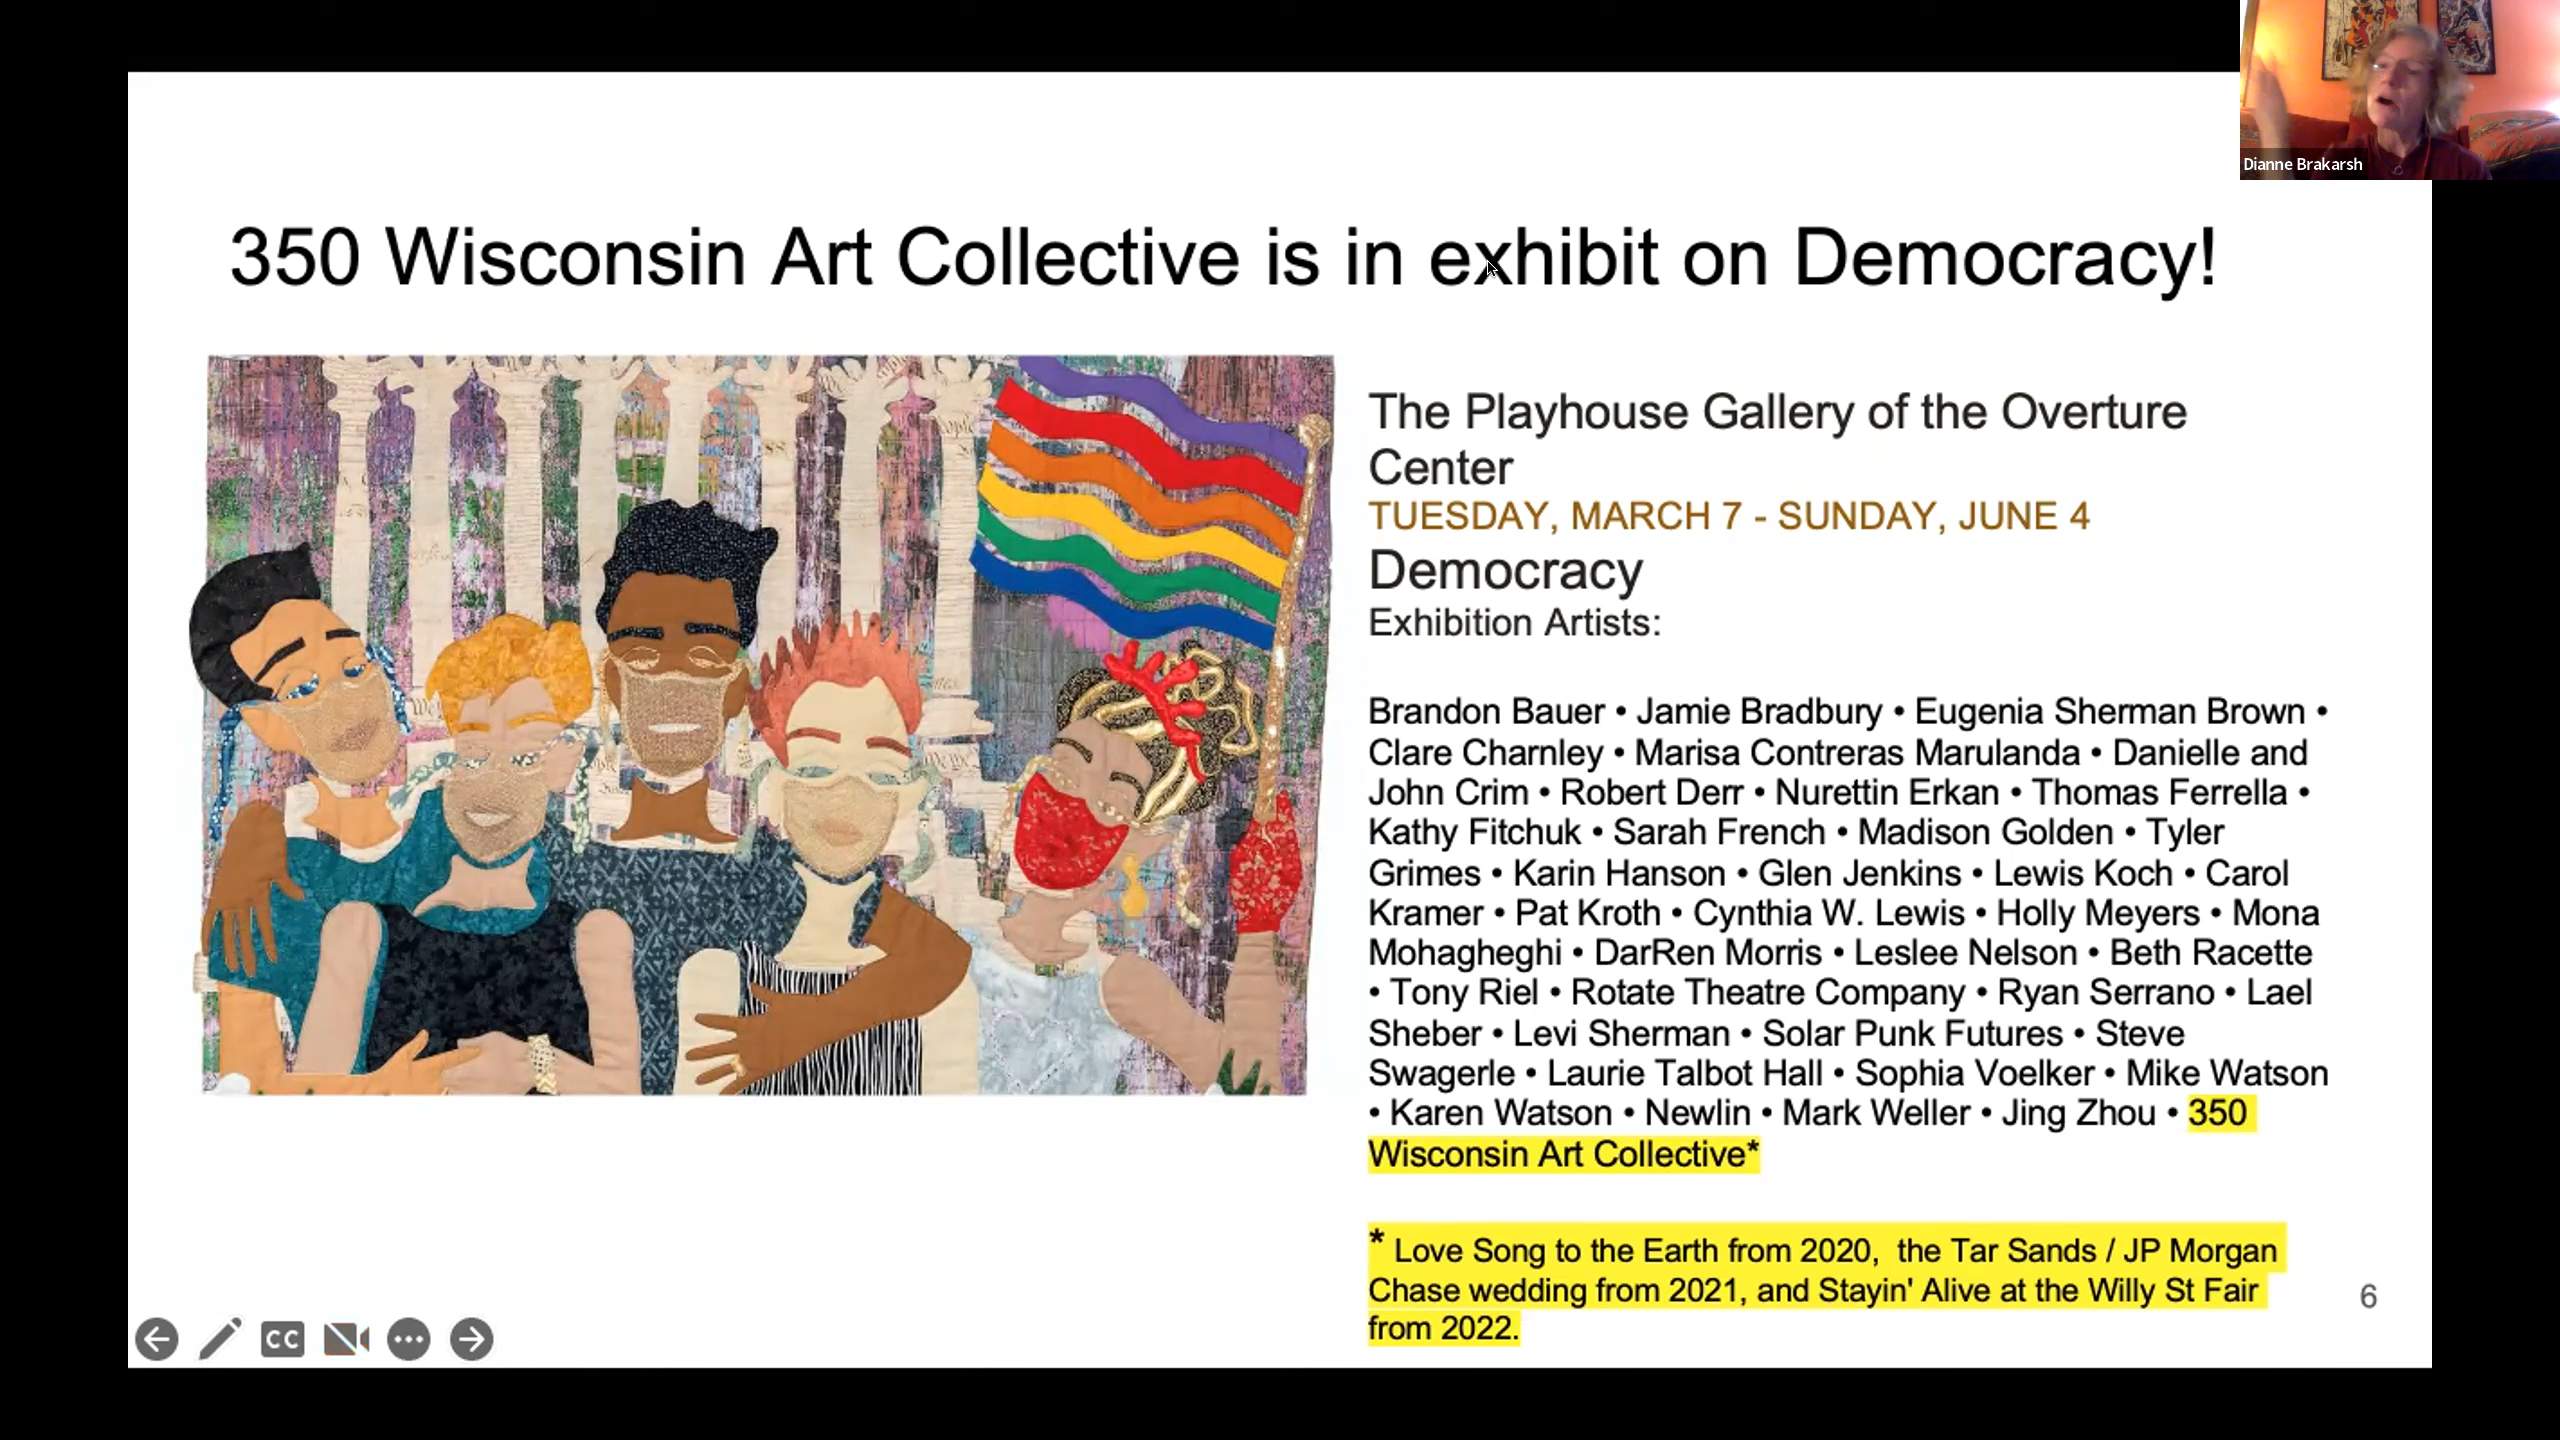 Dianne Brakarsh
350 Wisconsin Art Collective is in exhibit on Democracy!
The Playhouse Gallery of the Overture
Center
TUESDAY, MARCH 7 - SUNDAY, JUNE 4
Democracy
Exhibition Artists:
Brandon Bauer • Jamie Bradbury • Eugenia Sherman Brown •
Clare Charnley • Marisa Contreras Marulanda • Danielle and
John Crim • Robert Derr • Nurettin Erkan • Thomas Ferrella •
Kathy Fitchuk • Sarah French • Madison Golden • Tyler
Grimes • Karin Hanson • Glen Jenkins • Lewis Koch • Carol
Kramer • Pat Kroth • Cynthia W. Lewis • Holly Meyers • Mona
Mohagheghi • DarRen Morris • Leslee Nelson • Beth Racette
• Tony Riel • Rotate Theatre Company • Ryan Serrano • Lael
Sheber • Levi Sherman • Solar Punk Futures • Steve
Swagerle • Laurie Talbot Hall • Sophia Voelker • Mike Watson
• Karen Watson • Newlin • Mark Weller • Jing Zhou • 350
Wisconsin Art Collective*
* Love Song to the Earth from 2020,  the Tar Sands / JP Morgan
Chase wedding from 2021, and Stayin' Alive at the Willy St Fair
from 2022.
6
CC